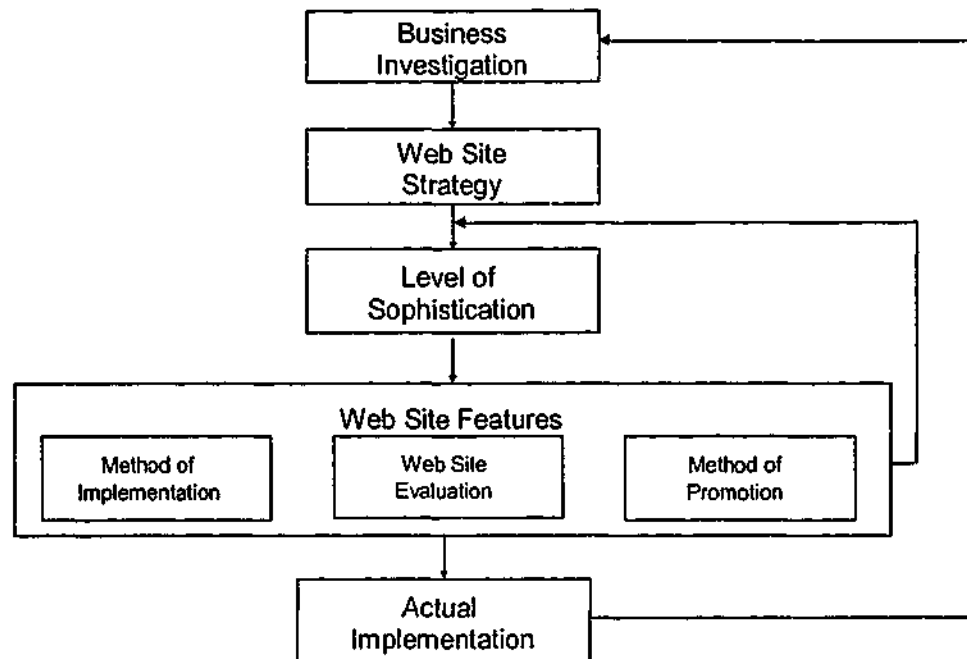 Business
Investigation
Web Site
Strategy
Level of
Sophistication
Web Site Features
Method of
Implementation
Web Site
Evaluation
Method of
Promotion
Actual
Implementation